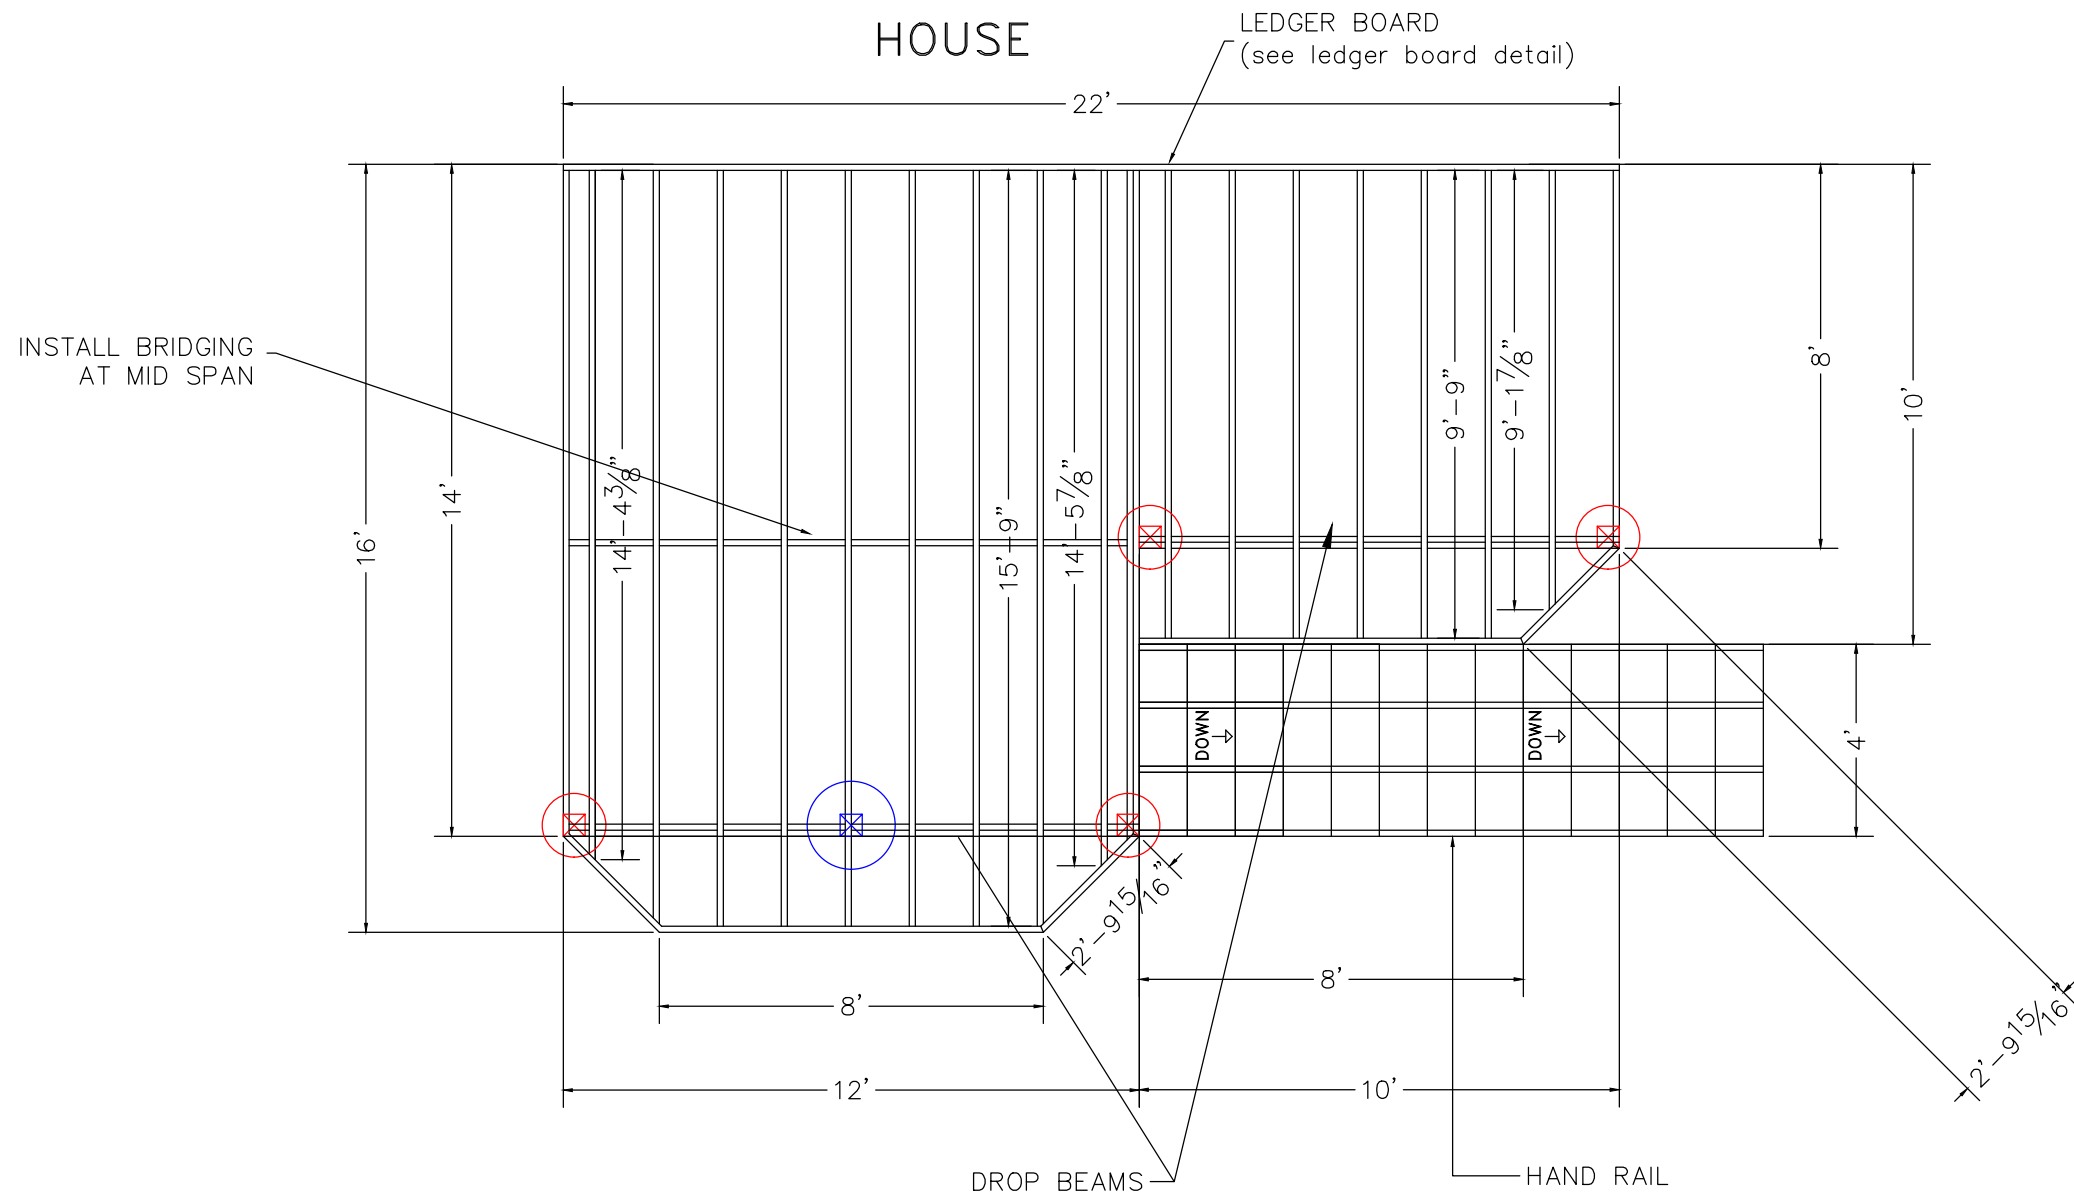 HOUSE
LEDGER BOARD
(see ledger board detail)
22'
INSTALL BRIDGING
AT MID SPAN
16'
14'
14'-4 3/8"
15'-9"
14'-5 7/8"
9'-9"
9'-1 7/8"
8'
10'
DOWN
DOWN
4'
2'-9 15/16"
8'
8'
2'-9 15/16"
12'
10'
DROP BEAMS
HAND RAIL